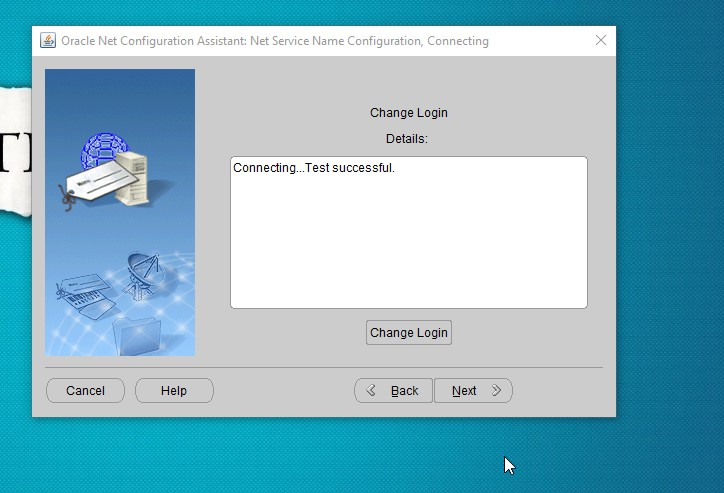 Oracle Net Configuration Assistant: Net Service Name Configuration, Connecting
Change Login
Details:
Connecting...Test successful.
Change Login
Cancel
Help
Back
Next